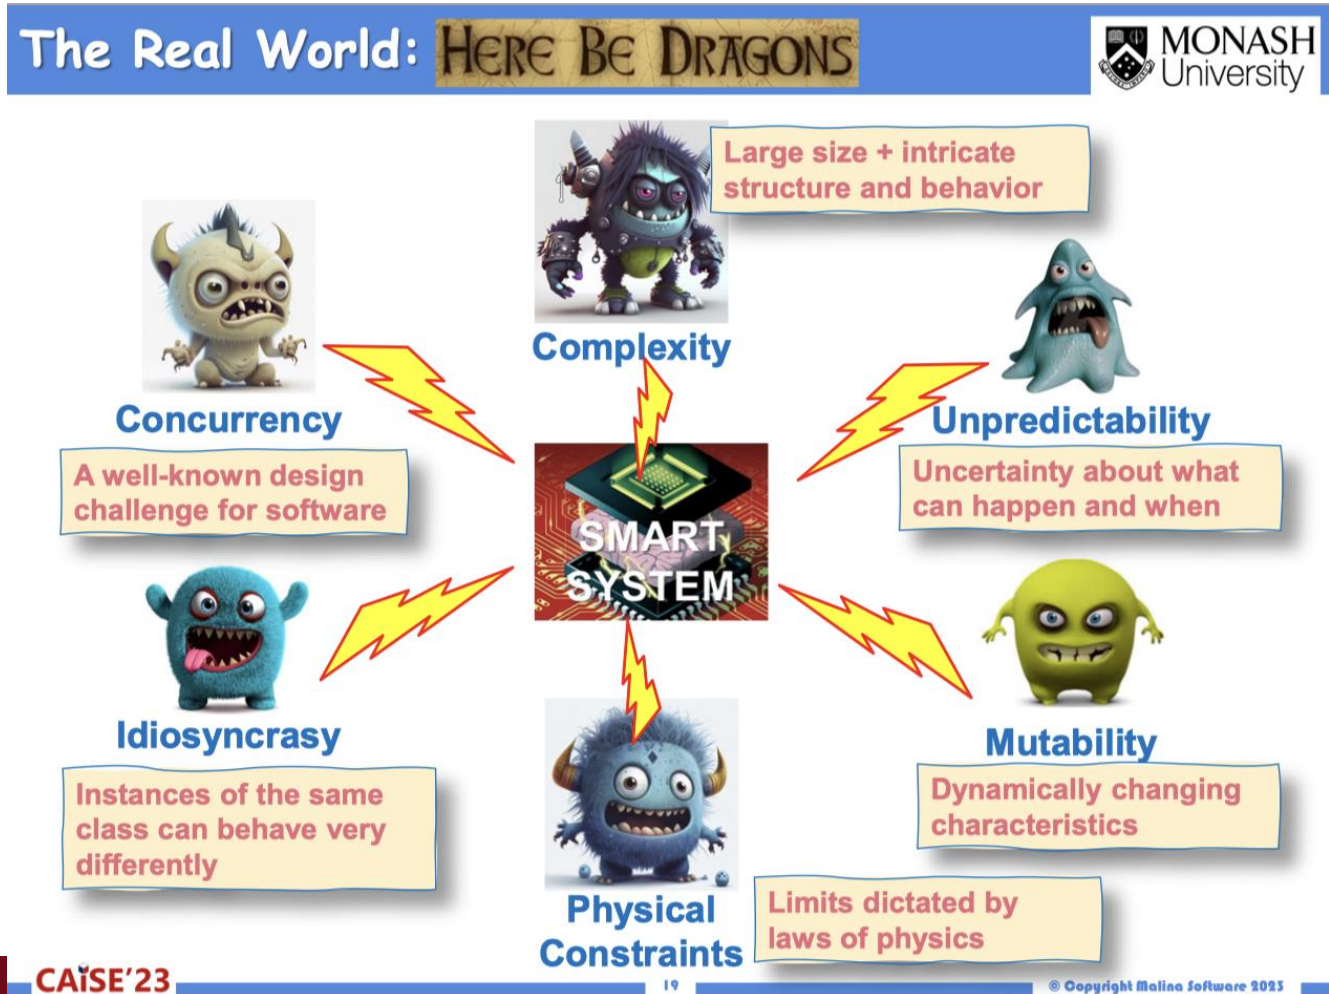 The Real World:
HERE BE DRAGONS
MONASH
University
Large size + intricate
structure and behavior
Complexity
Concurrency
A well-known design
challenge for software
Unpredictability
Uncertainty about what
can happen and when
SMART
SYSTEM
Idiosyncrasy
Instances of the same
class can behave very
differently
Mutability
Dynamically changing
characteristics
Physical
Constraints
Limits dictated by
laws of physics
CAiSE'23
19
© Copyright Malina Software 2023